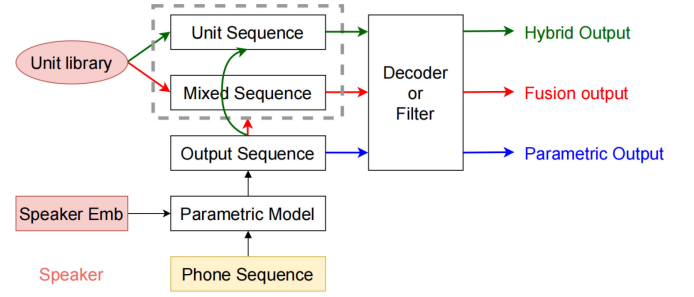 Unit Sequence
Hybrid Output
Unit library
Decoder
or
Filter
Mixed Sequence
Fusion output
Output Sequence
Parametric Output
Speaker Emb
Parametric Model
Speaker
Phone Sequence